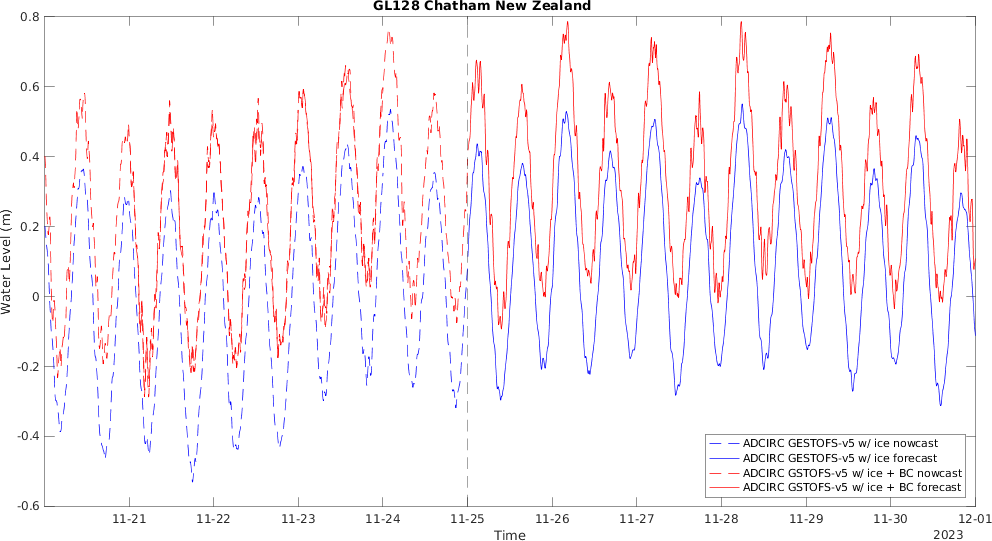 GL128 Chatham New Zealand
Water Level (m)
0.8
0.6
0.4
0.2
0
-0.2
-0.4
-0.6
ADCIRC GESTOFS-v5 w/ ice nowcast
ADCIRC GESTOFS-v5 w/ ice forecast
ADCIRC GSTOFS-v5 w/ ice + BC nowcast
ADCIRC GSTOFS-v5 w/ ice + BC forecast
11-21 11-22 11-23 11-24 11-25 11-26 11-27 11-28 11-29 11-30 12-01
Time
2023